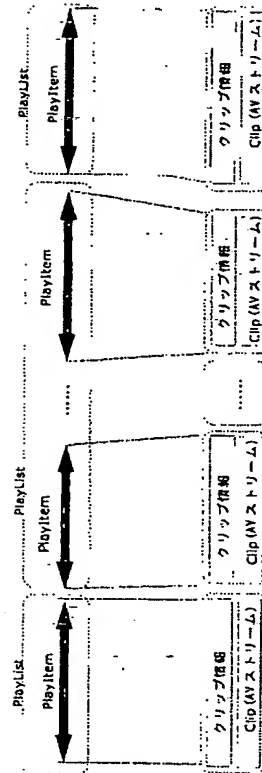 PlayList
PlayItem
クリップ情報
Clip (AVストリーム)
PlayList
PlayItem
クリップ情報
Clip (AVストリーム)
......
......
PlayItem
クリップ情報
Clip (AVストリーム)
PlayList
PlayItem
クリップ情報
Clip (AVストリーム)